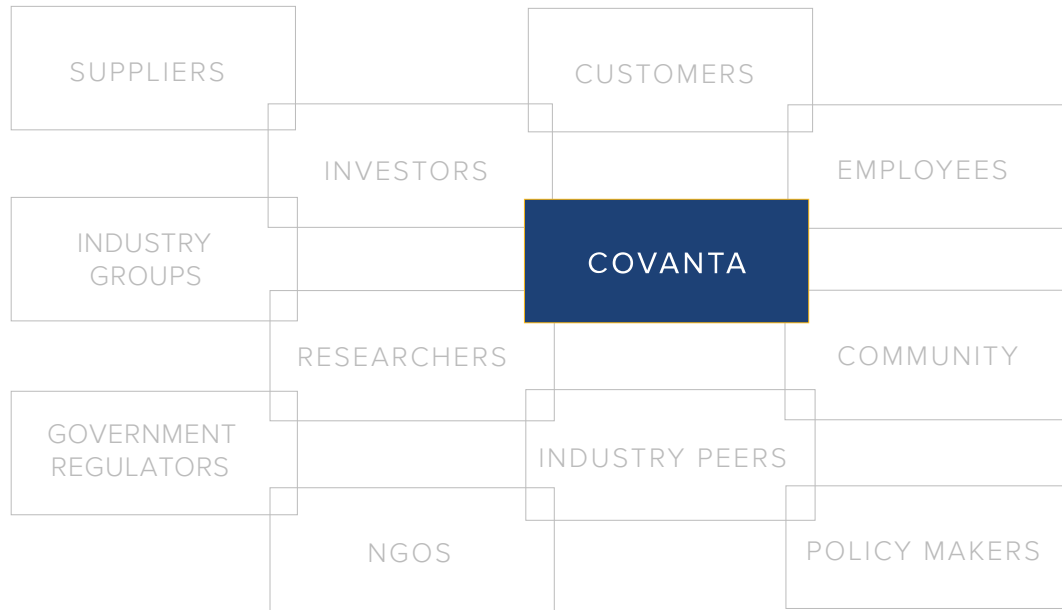 SUPPLIERS
CUSTOMERS
INVESTORS
EMPLOYEES
INDUSTRY
GROUPS
COVANTA
RESEARCHERS
COMMUNITY
GOVERNMENT
REGULATORS
INDUSTRY PEERS
NGOS
POLICY MAKERS